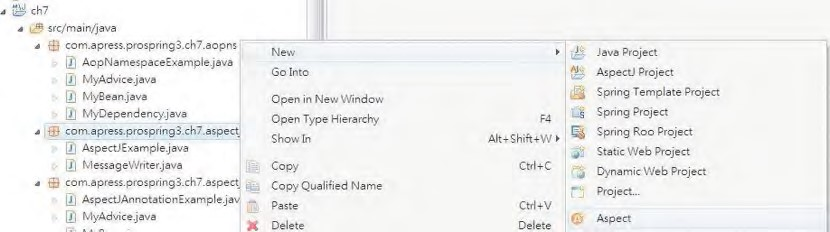 ch7
src/main/java
com.apress.prospring3.ch7.aopns
AopNamespaceExample.java
MyAdvice.java
MyBean.java
MyDependency.java
com.apress.prospring3.ch7.aspect
AspectJExample.java
MessageWriter.java
com.apress.prospring3.ch7.aspect
AspectJAnnotationExample.jav
MyAdvice.java
New
Go Into
Open in New Window
Open Type Hierarchy F4
Show In Alt+Shift+W
Copy Ctrl+C
Copy Qualified Name
Paste Ctrl+V
Delete Delete
Java Project
AspectJ Project
Spring Template Project
Spring Project
Spring Roo Project
Static Web Project
Dynamic Web Project
Project...
Aspect